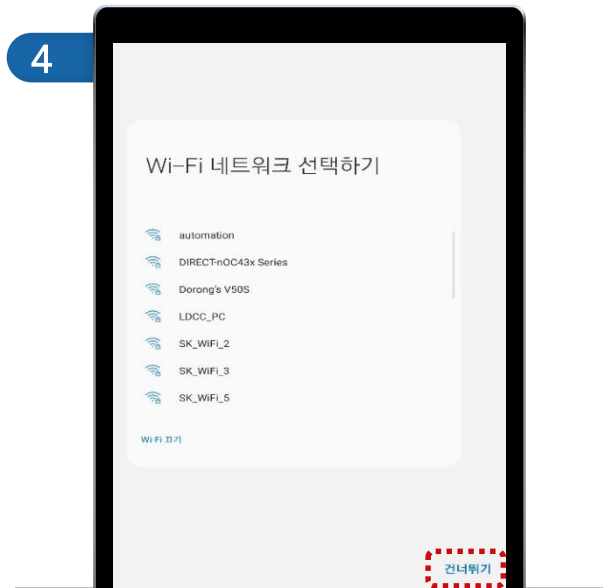 4
Wi-Fi 네트워크 선택하기
automation
DIRECT-nOC43x Series
Dorong's V50S
LDCC_PC
SK_WiFi_2
SK_WiFi_3
SK_WiFi_5
Wi-Fi 끄기
건너뛰기